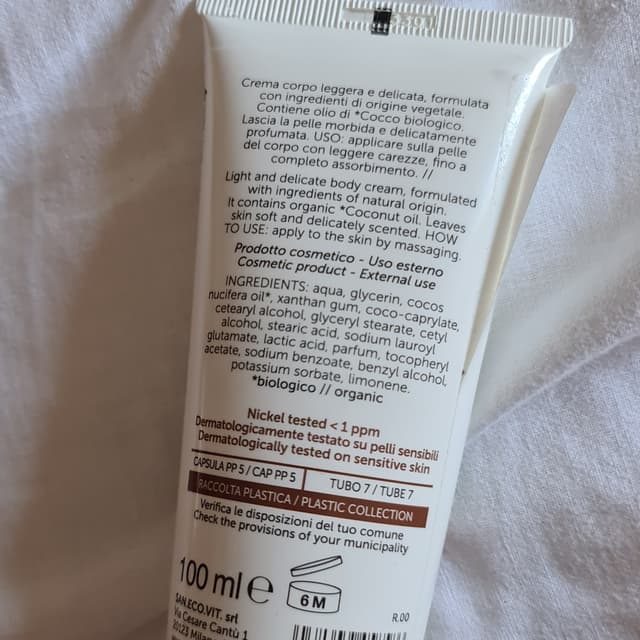 Crema corpo leggera e delicata, formulata
con ingredienti di origine vegetale.
Contiene olio di *Cocco biologico.
Lascia la pelle morbida e delicatamente
profumata. USO: applicare sulla pelle
del corpo con leggere carezze, fino a
completo assorbimento. //
Light and delicate body cream, formulated
with ingredients of natural origin.
It contains organic *Coconut oil. Leaves
skin soft and delicately scented. HOW
TO USE: apply to the skin by massaging.
Prodotto cosmetico - Uso esterno
Cosmetic product - External use
INGREDIENTS: aqua, glycerin, cocos
nucifera oil*, xanthan gum, coco-caprylate,
cetearyl alcohol, glyceryl stearate, cetyl
alcohol, stearic acid, sodium lauroyl
glutamate, lactic acid, parfum, tocopheryl
acetate, sodium benzoate, benzyl alcohol,
potassium sorbate, limonene.
*biologico // organic
Nickel tested < 1 ppm
Dermatologicamente testato su pelli sensibili
Dermatologically tested on sensitive skin
CAPSULA PP 5 / CAP PP 5
TUBO 7 / TUBE 7
RACCOLTA PLASTICA / PLASTIC COLLECTION
Verifica le disposizioni del tuo comune
Check the provisions of your municipality
100 ml e
6 M
R.00
SAN.ECO.VIT. srl
Via Cesare Cantù 1
20123 Milano